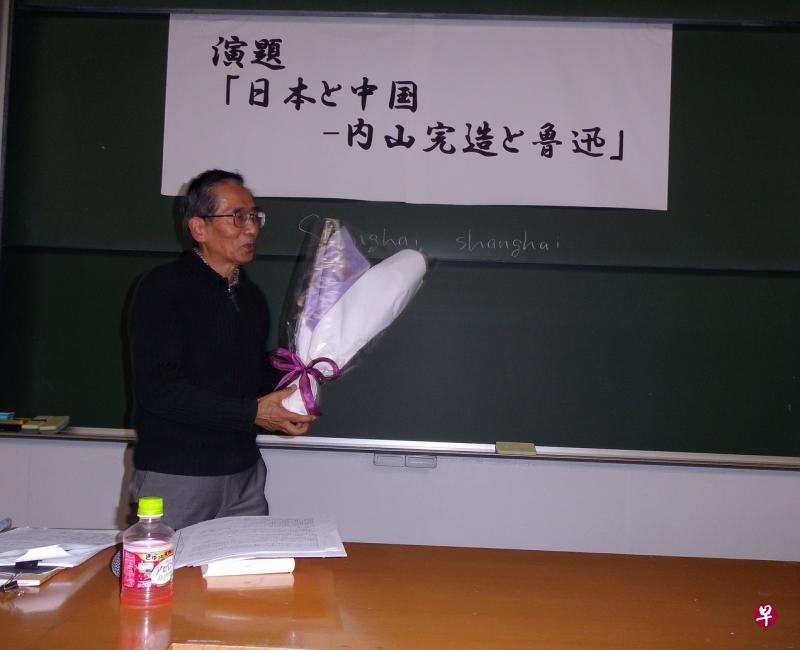 演題
「日本と中国
-内山完造と魯迅」
Shanghai, shanghai
早